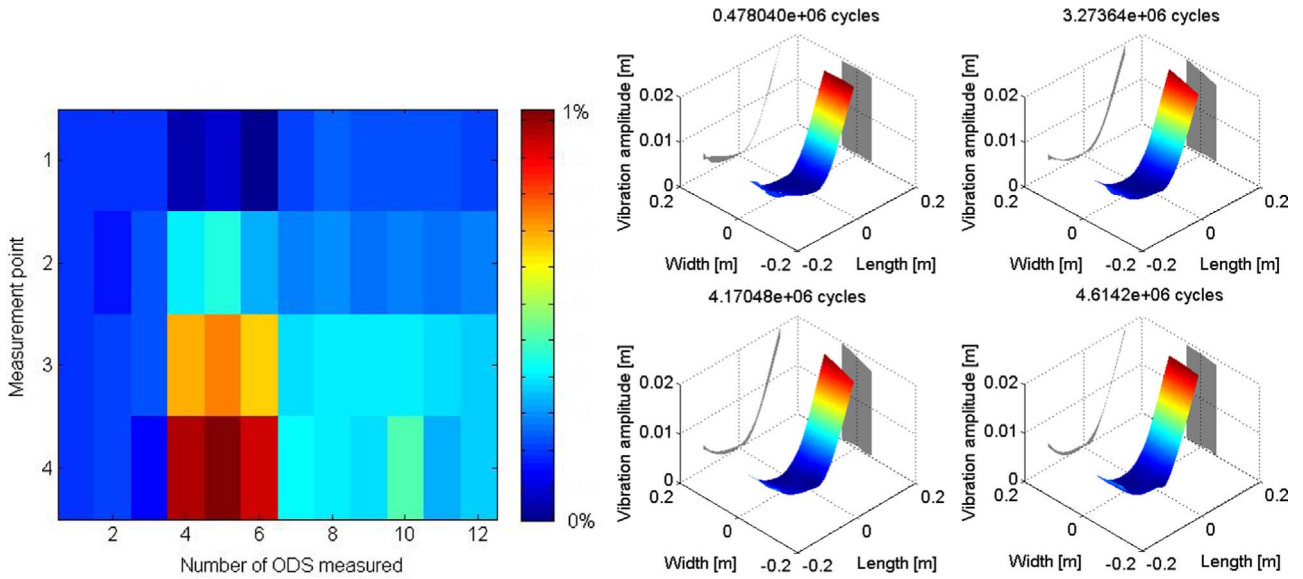 1%
0%
1
2
3
4
Measurement point
2 4 6 8 10 12
Number of ODS measured
0.478040e+06 cycles
Vibration amplitude [m]
0.02
0.01
0
0.2
0
-0.2
-0.2
0
0.2
Width [m]
Length [m]
3.27364e+06 cycles
Vibration amplitude [m]
0.02
0.01
0
0.2
0
-0.2
-0.2
0
0.2
Width [m]
Length [m]
4.17048e+06 cycles
Vibration amplitude [m]
0.02
0.01
0
0.2
0
-0.2
-0.2
0
0.2
Width [m]
Length [m]
4.6142e+06 cycles
Vibration amplitude [m]
0.02
0.01
0
0.2
0
-0.2
-0.2
0
0.2
Width [m]
Length [m]